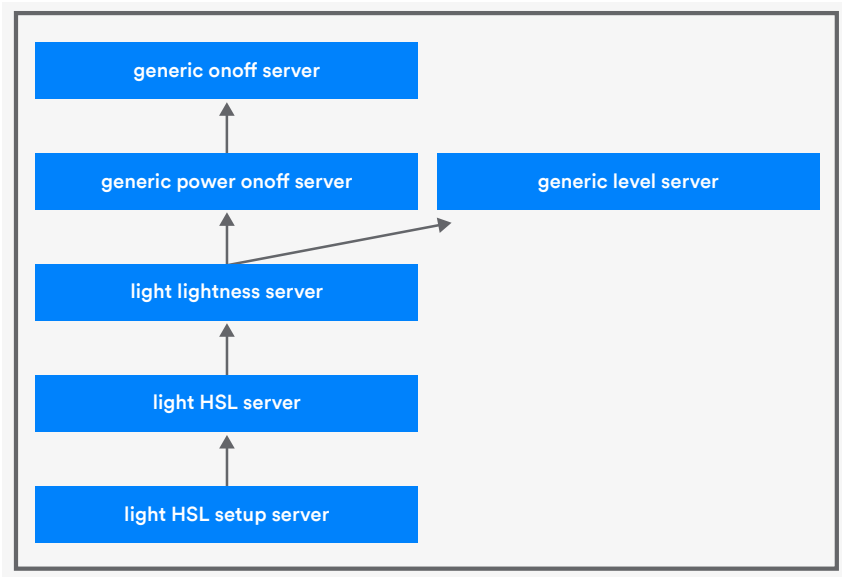 generic onoff server
generic power onoff server
generic level server
light lightness server
light HSL server
light HSL setup server